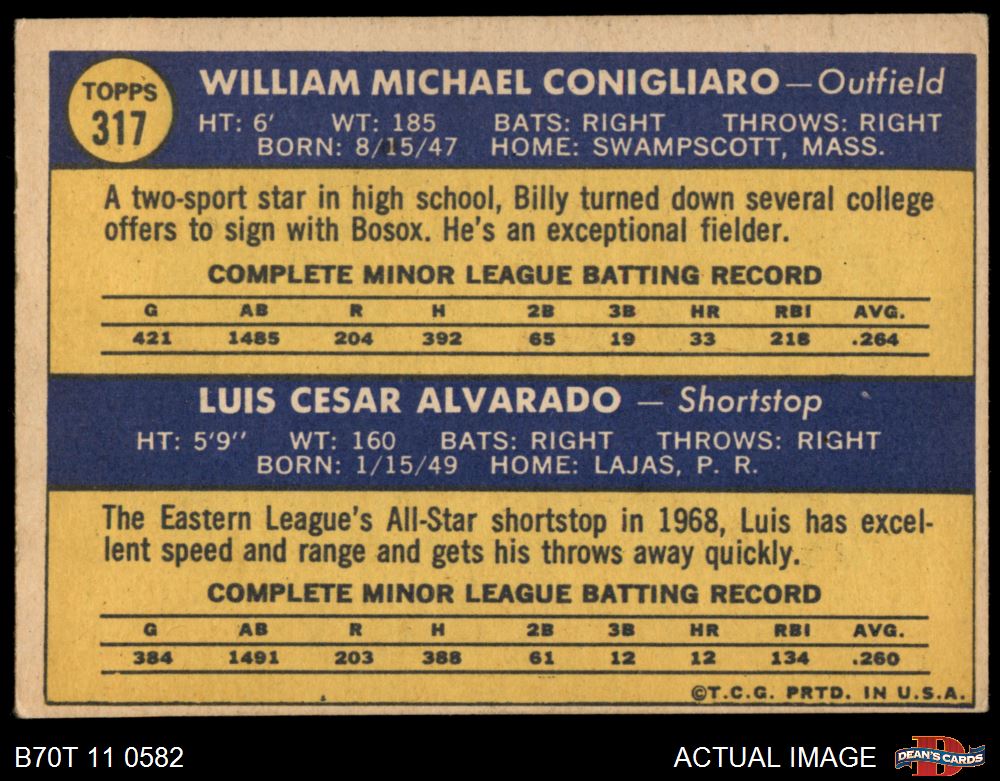 TOPPS
317
WILLIAM MICHAEL CONIGLIARO — Outfield
HT: 6' WT: 185 BATS: RIGHT THROWS: RIGHT
BORN: 8/15/47 HOME: SWAMPSCOTT, MASS.
A two-sport star in high school, Billy turned down several college
offers to sign with Bosox. He's an exceptional fielder.
COMPLETE MINOR LEAGUE BATTING RECORD
G AB R H 2B 3B HR RBI AVG.
421 1485 204 392 65 19 33 218 .264
LUIS CESAR ALVARADO — Shortstop
HT: 5'9'' WT: 160 BATS: RIGHT THROWS: RIGHT
BORN: 1/15/49 HOME: LAJAS, P. R.
The Eastern League's All-Star shortstop in 1968, Luis has excel-
lent speed and range and gets his throws away quickly.
COMPLETE MINOR LEAGUE BATTING RECORD
G AB R H 2B 3B HR RBI AVG.
384 1491 203 388 61 12 12 134 .260
©T.C.G. PRTD. IN U.S.A.
B70T 11 0582
ACTUAL IMAGE
DEAN'S CARDS